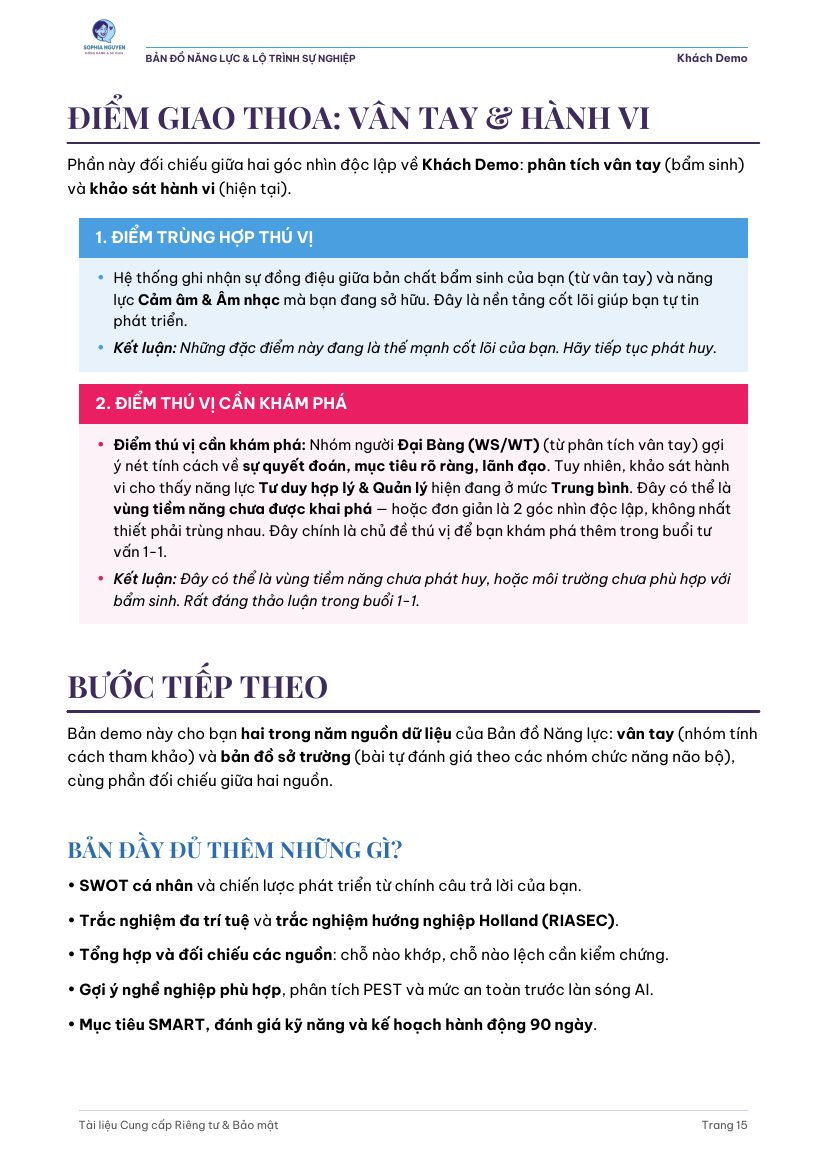 SOPHIA NGUYEN
BẢN ĐỒ NĂNG LỰC & LỘ TRÌNH SỰ NGHIỆP
Khách Demo
ĐIỂM GIAO THOA: VÂN TAY & HÀNH VI
Phần này đối chiếu giữa hai góc nhìn độc lập về Khách Demo: phân tích vân tay (bẩm sinh)
và khảo sát hành vi (hiện tại).
1. ĐIỂM TRÙNG HỢP THÚ VỊ
• Hệ thống ghi nhận sự đồng điệu giữa bản chất bẩm sinh của bạn (từ vân tay) và năng
lực Cảm âm & Âm nhạc mà bạn đang sở hữu. Đây là nền tảng cốt lõi giúp bạn tự tin
phát triển.
• Kết luận: Những đặc điểm này đang là thế mạnh cốt lõi của bạn. Hãy tiếp tục phát huy.
2. ĐIỂM THÚ VỊ CẦN KHÁM PHÁ
• Điểm thú vị cần khám phá: Nhóm người Đại Bàng (WS/WT) (từ phân tích vân tay) gợi
ý nét tính cách về sự quyết đoán, mục tiêu rõ ràng, lãnh đạo. Tuy nhiên, khảo sát hành
vi cho thấy năng lực Tư duy hợp lý & Quản lý hiện đang ở mức Trung bình. Đây có thể là
vùng tiềm năng chưa được khai phá — hoặc đơn giản là 2 góc nhìn độc lập, không nhất
thiết phải trùng nhau. Đây chính là chủ đề thú vị để bạn khám phá thêm trong buổi tư
vấn 1-1.
• Kết luận: Đây có thể là vùng tiềm năng chưa phát huy, hoặc môi trường chưa phù hợp với
bẩm sinh. Rất đáng thảo luận trong buổi 1-1.
BƯỚC TIẾP THEO
Bản demo này cho bạn hai trong năm nguồn dữ liệu của Bản đồ Năng lực: vân tay (nhóm tính
cách tham khảo) và bản đồ sở trường (bài tự đánh giá theo các nhóm chức năng não bộ),
cùng phần đối chiếu giữa hai nguồn.
BẢN ĐẦY ĐỦ THÊM NHỮNG GÌ?
• SWOT cá nhân và chiến lược phát triển từ chính câu trả lời của bạn.
• Trắc nghiệm đa trí tuệ và trắc nghiệm hướng nghiệp Holland (RIASEC).
• Tổng hợp và đối chiếu các nguồn: chỗ nào khớp, chỗ nào lệch cần kiểm chứng.
• Gợi ý nghề nghiệp phù hợp, phân tích PEST và mức an toàn trước làn sóng AI.
• Mục tiêu SMART, đánh giá kỹ năng và kế hoạch hành động 90 ngày.
Tài liệu Cung cấp Riêng tư & Bảo mật
Trang 15